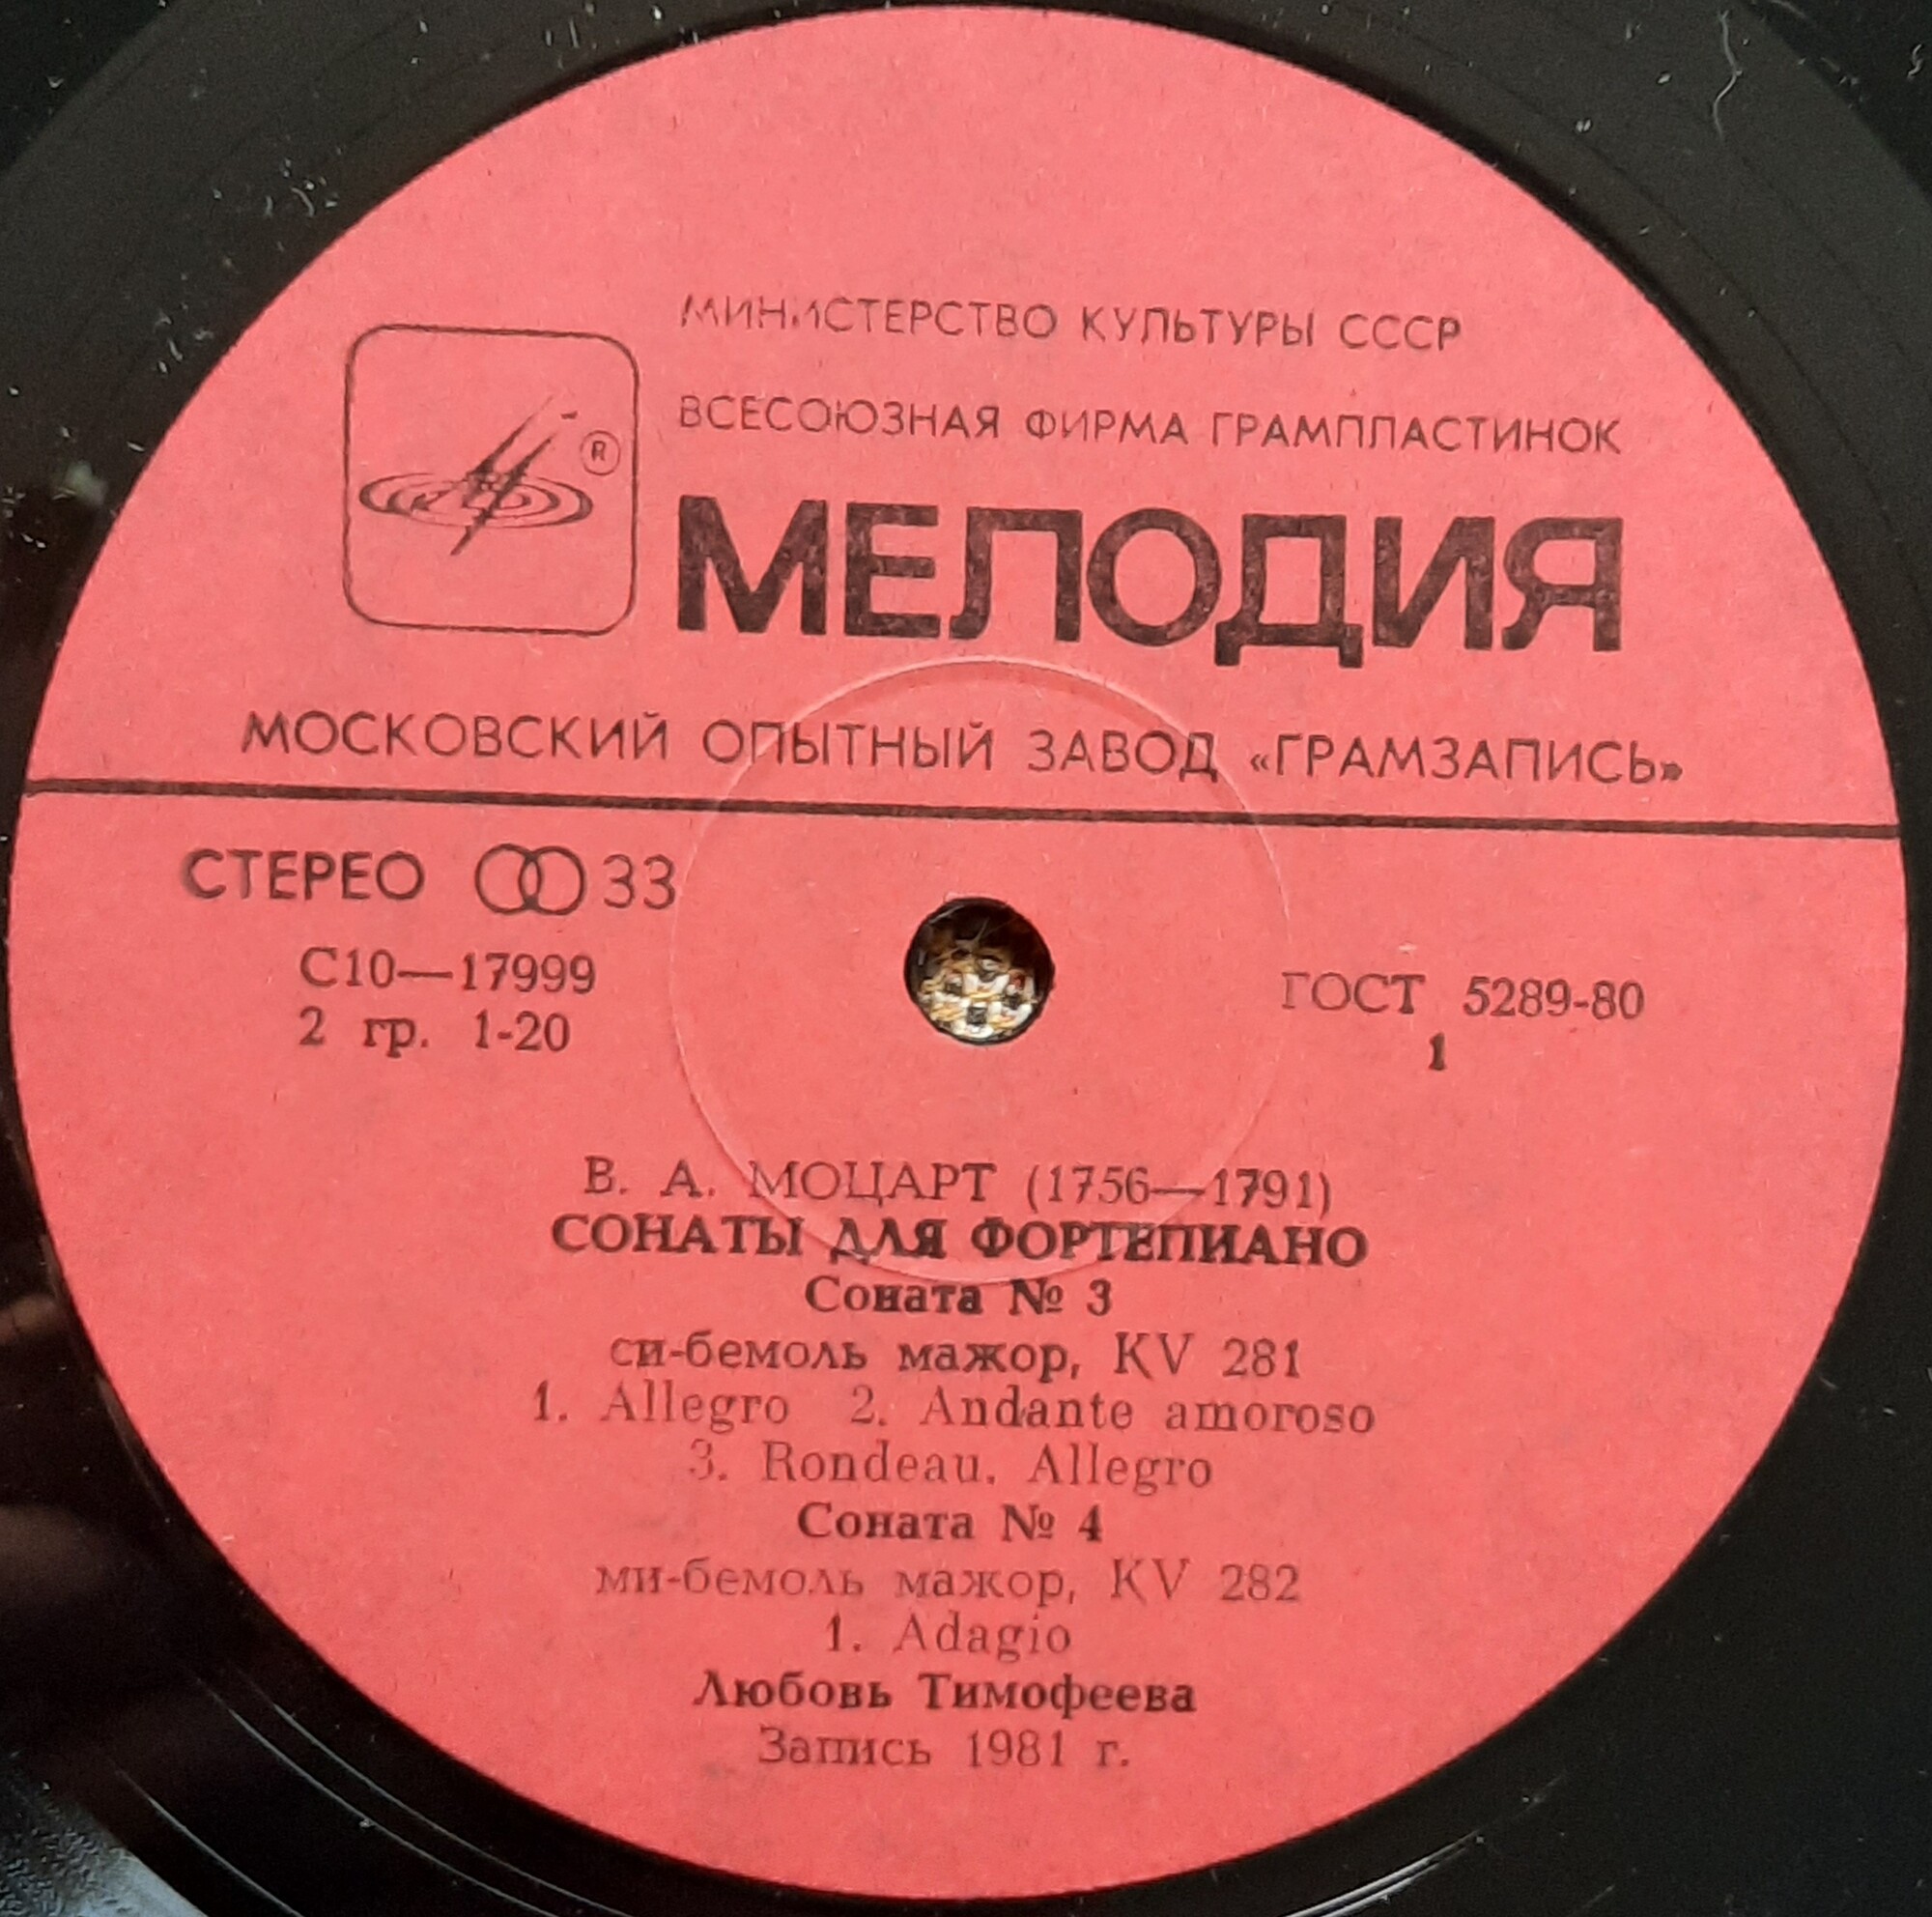 МИНИСТЕРСТВО КУЛЬТУРЫ СССР
ВСЕСОЮЗНАЯ ФИРМА ГРАМПЛАСТИНОК
®
МЕЛОДИЯ
МОСКОВСКИЙ ОПЫТНЫЙ ЗАВОД «ГРАМЗАПИСЬ»
СТЕРЕО 33
С10—17999
2 гр. 1-20
ГОСТ 5289-80
1
В. А. МОЦАРТ (1756—1791)
СОНАТЫ ДЛЯ ФОРТЕПИАНО
Соната № 3
си-бемоль мажор, KV 281
1. Allegro 2. Andante amoroso
3. Rondeau. Allegro
Соната № 4
ми-бемоль мажор, KV 282
1. Adagio
Любовь Тимофеева
Запись 1981 г.